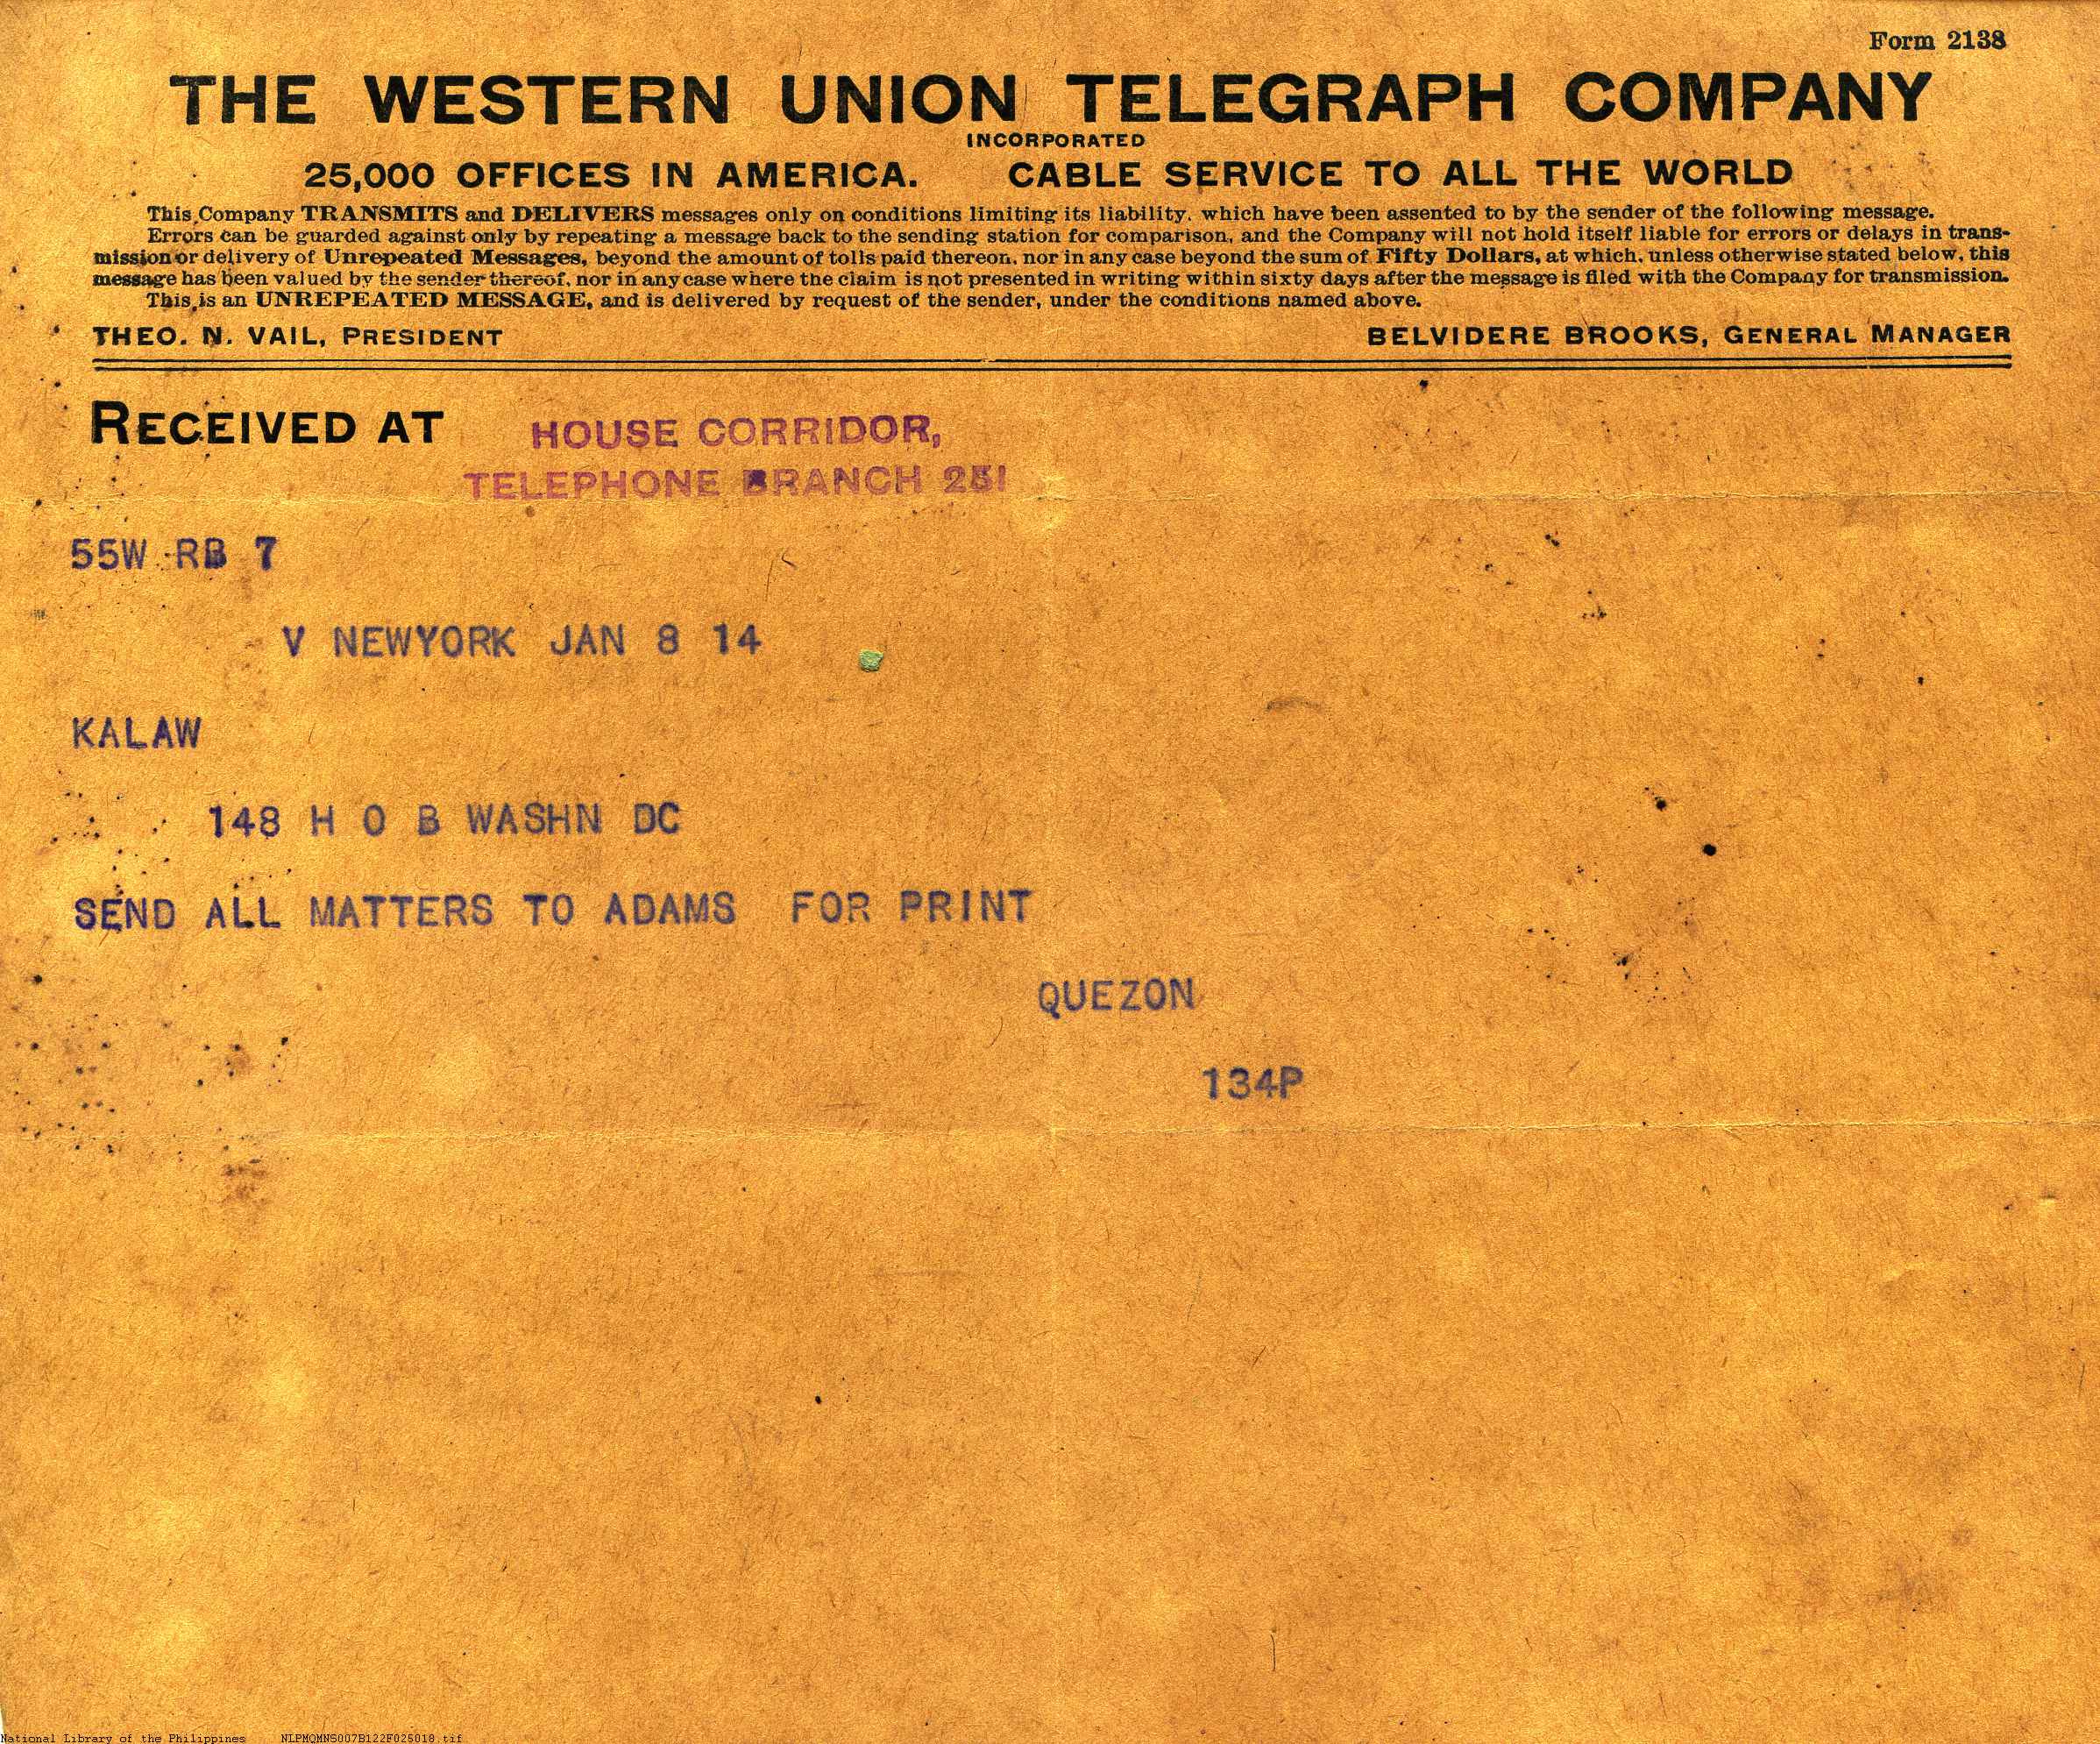 Form 2138
THE WESTERN UNION TELEGRAPH COMPANY
INCORPORATED
25,000 OFFICES IN AMERICA. CABLE SERVICE TO ALL THE WORLD
This Company TRANSMITS and DELIVERS messages only on conditions limiting its liability, which have been assented to by the sender of the following message.
Errors can be guarded against only by repeating a message back to the sending station for comparison, and the Company will not hold itself liable for errors or delays in trans-
mission or delivery of Unrepeated Messages, beyond the amount of tolls paid thereon, nor in any case beyond the sum of Fifty Dollars, at which, unless otherwise stated below, this
message has been valued by the sender thereof, nor in any case where the claim is not presented in writing within sixty days after the message is filed with the Company for transmission.
This is an UNREPEATED MESSAGE, and is delivered by request of the sender, under the conditions named above.
THEO. N. VAIL, PRESIDENT BELVIDERE BROOKS, GENERAL MANAGER
RECEIVED AT HOUSE CORRIDOR,
TELEPHONE BRANCH 251
55W RB 7
V NEWYORK JAN 8 14
KALAW
148 H O B WASHN DC
SEND ALL MATTERS TO ADAMS FOR PRINT
QUEZON
134P
National Library of the Philippines NLPMQMNS007B122F025018.tif